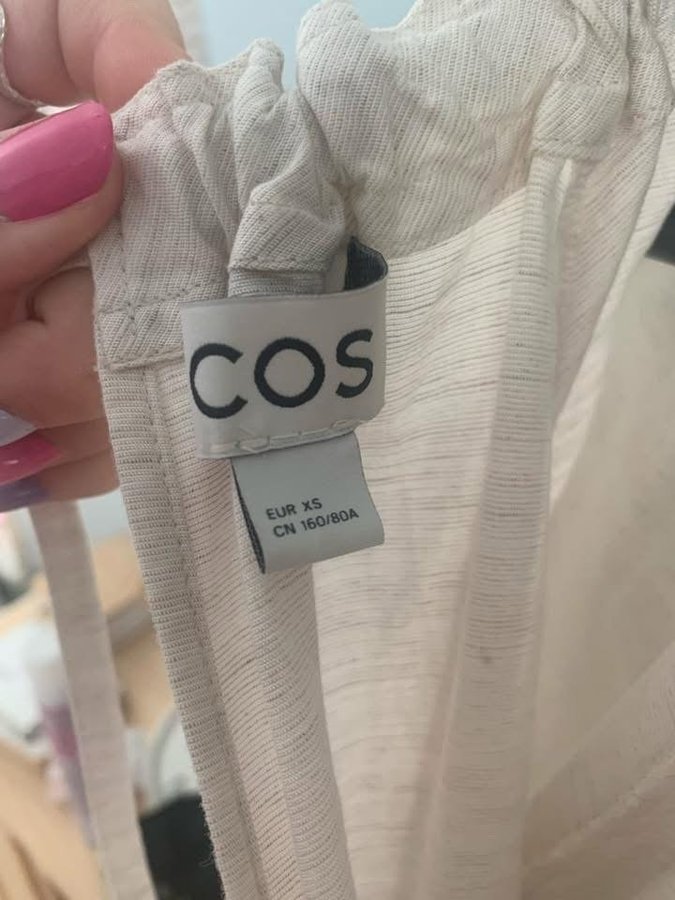 COS
EUR XS
CN 160/80A